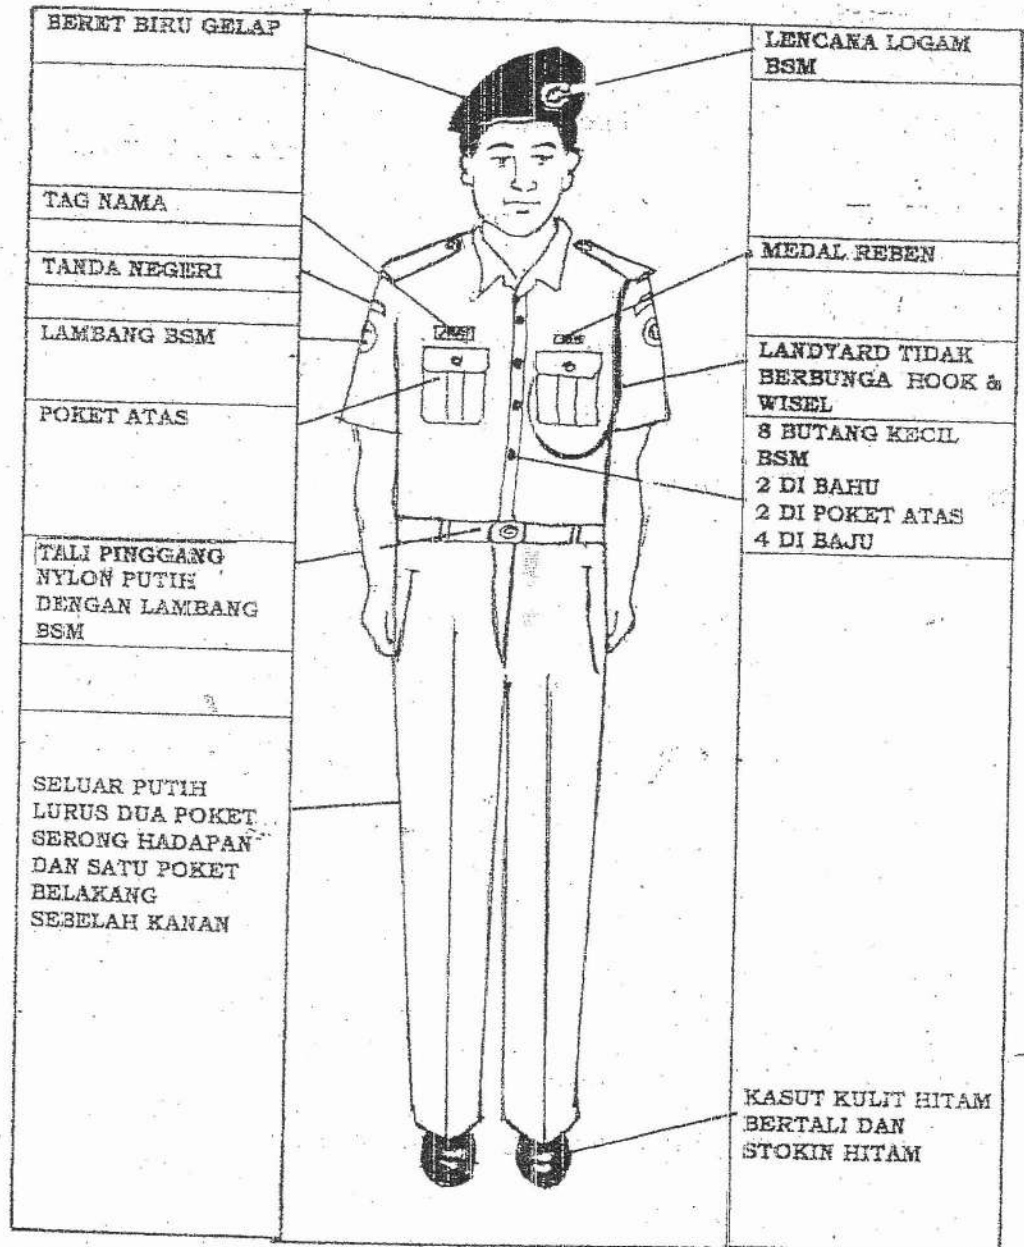 BERET BIRU GELAP
TAG NAMA
TANDA NEGERI
LAMBANG BSM
POKET ATAS
TALI PINGGANG
NYLON PUTIH
DENGAN LAMBANG
BSM
SELUAR PUTIH
LURUS DUA POKET
SERONG HADAPAN
DAN SATU POKET
BELAKANG
SEBELAH KANAN
LENCANA LOGAM
BSM
MEDAL REBEN
LANDYARD TIDAK
BERBUNGA HOOK &
WISEL
8 BUTANG KECIL
BSM
2 DI BAHU
2 DI POKET ATAS
4 DI BAJU
KASUT KULIT HITAM
BERTALI DAN
STOKIN HITAM